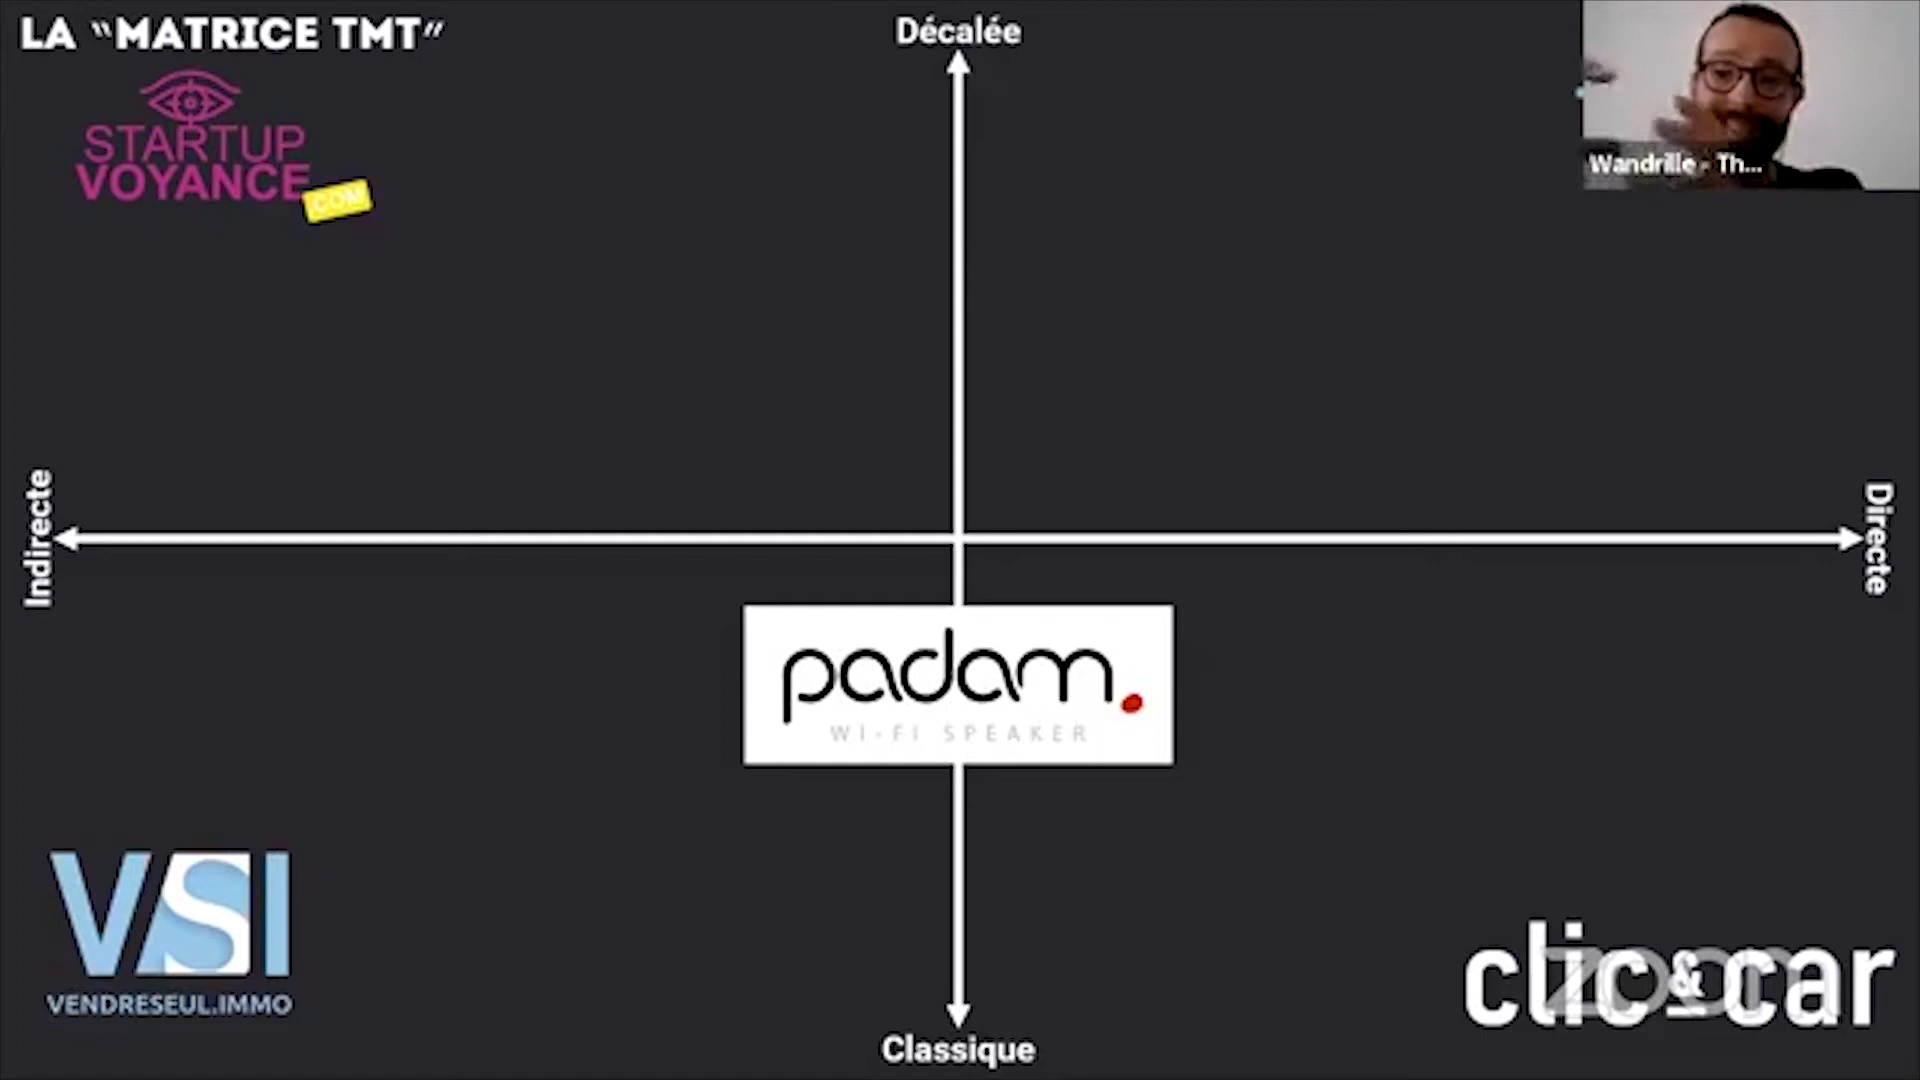 LA “MATRICE TMT”
Décalée
STARTUP
VOYANCE
.COM
Wandrille - Th...
Indirecte
Directe
padam.
WI-FI SPEAKER
VSI
VENDRESEUL.IMMO
clic&car
zoom
Classique